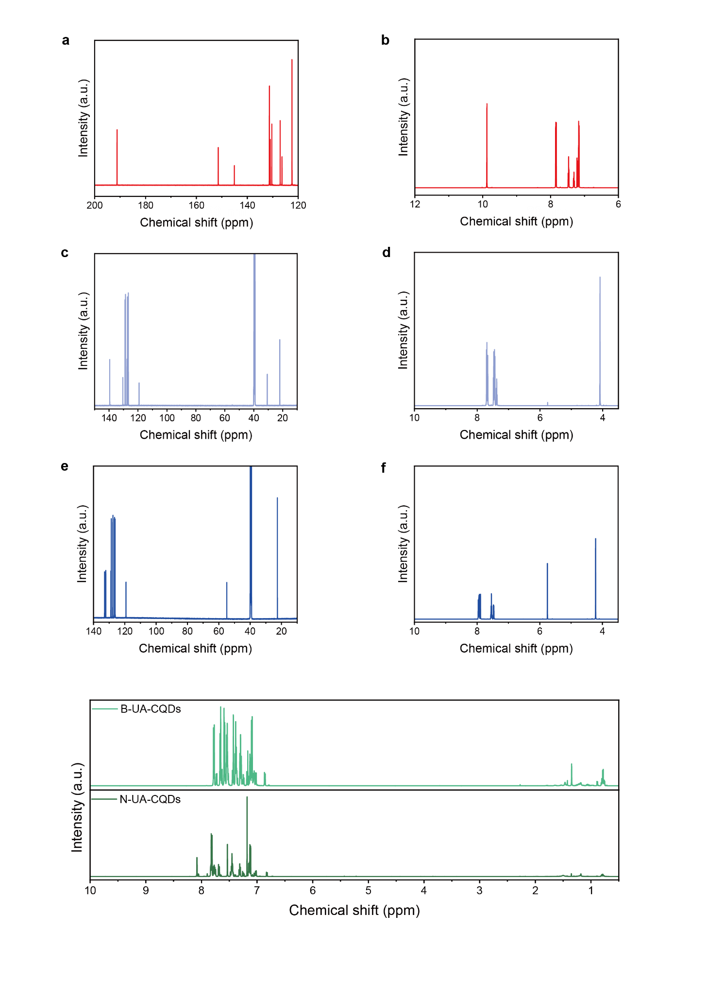 a
Intensity (a.u.)
200 180 160 140 120
Chemical shift (ppm)
b
Intensity (a.u.)
12 10 8 6
Chemical shift (ppm)
c
Intensity (a.u.)
140 120 100 80 60 40 20
Chemical shift (ppm)
d
Intensity (a.u.)
10 8 6 4
Chemical shift (ppm)
e
Intensity (a.u.)
140 120 100 80 60 40 20
Chemical shift (ppm)
f
Intensity (a.u.)
10 8 6 4
Chemical shift (ppm)
B-UA-CQDs
N-UA-CQDs
Intensity (a.u.)
10 9 8 7 6 5 4 3 2 1
Chemical shift (ppm)